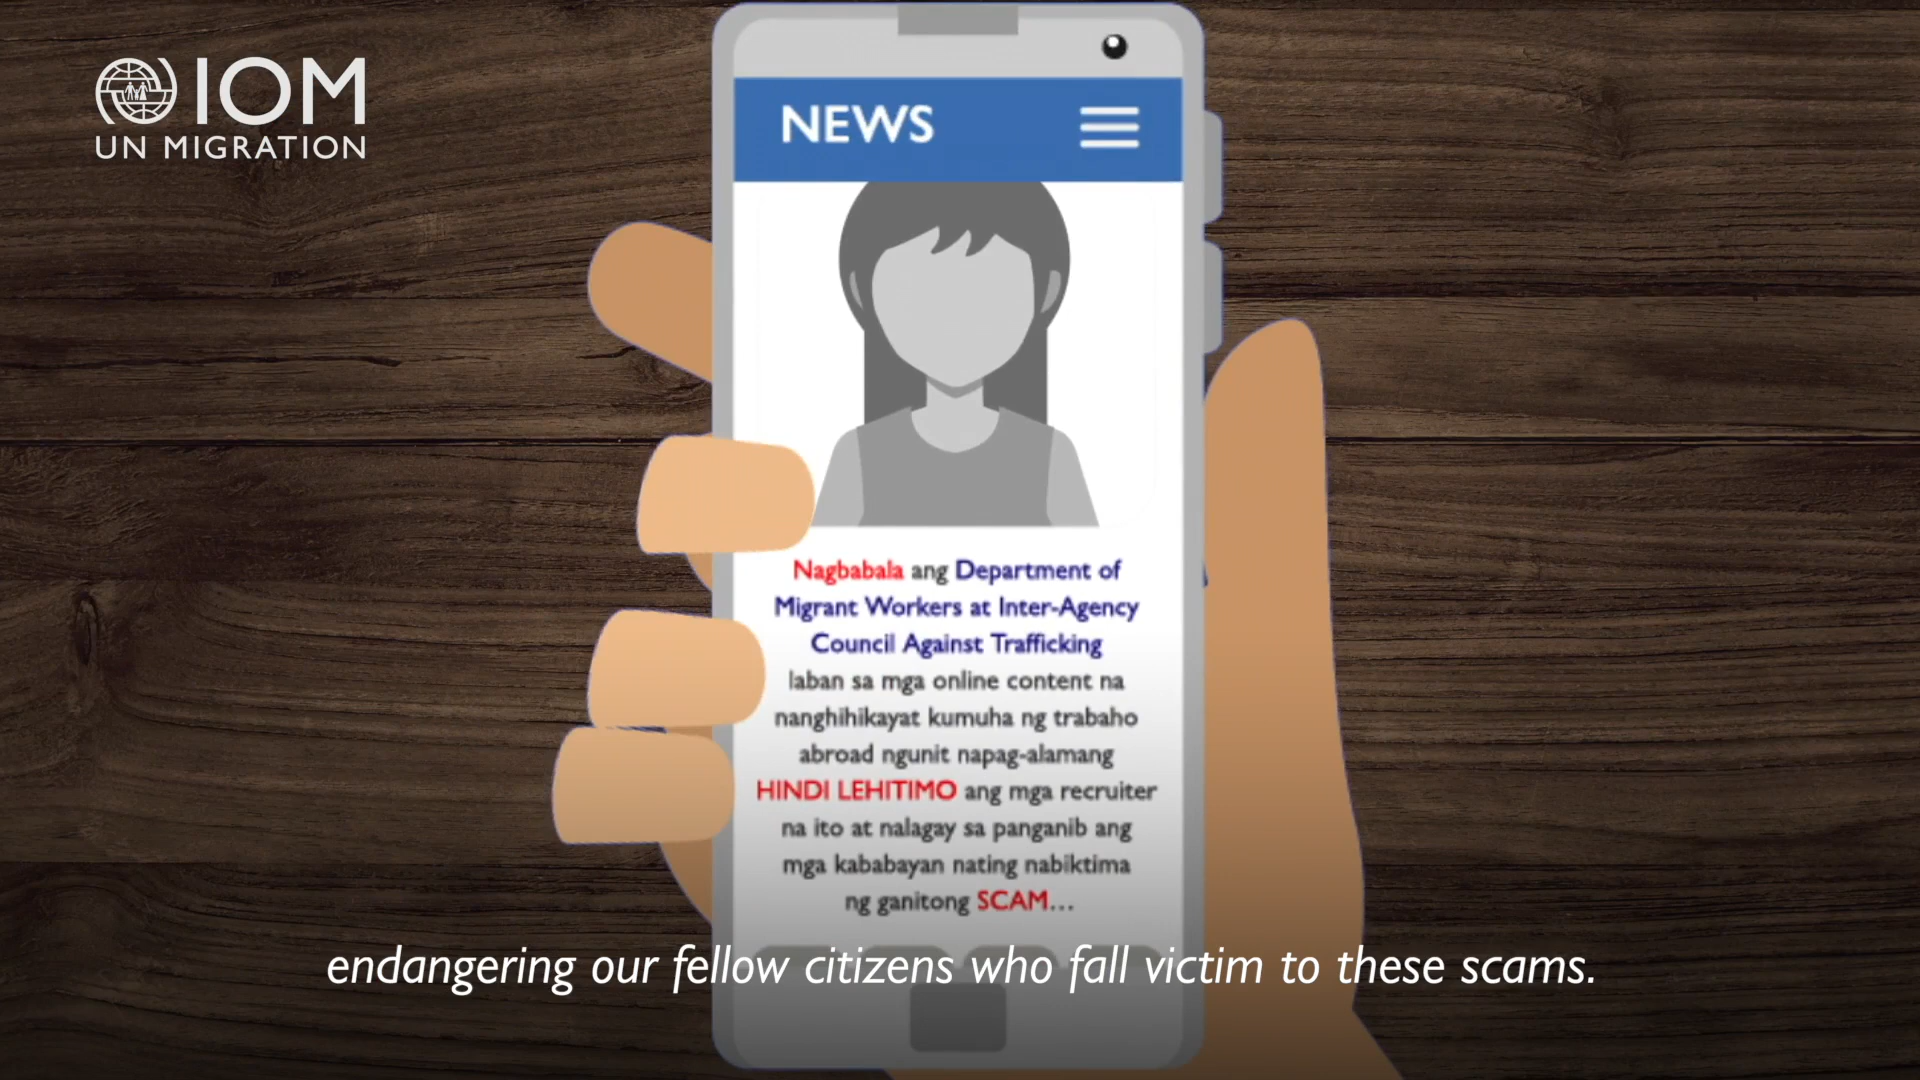 IOM
UN MIGRATION
NEWS
Nagbabala ang Department of
Migrant Workers at Inter-Agency
Council Against Trafficking
laban sa mga online content na
nanghihikayat kumuha ng trabaho
abroad ngunit napag-alamang
HINDI LEHITIMO ang mga recruiter
na ito at nalagay sa panganib ang
mga kababayan nating nabiktima
ng ganitong SCAM...
endangering our fellow citizens who fall victim to these scams.